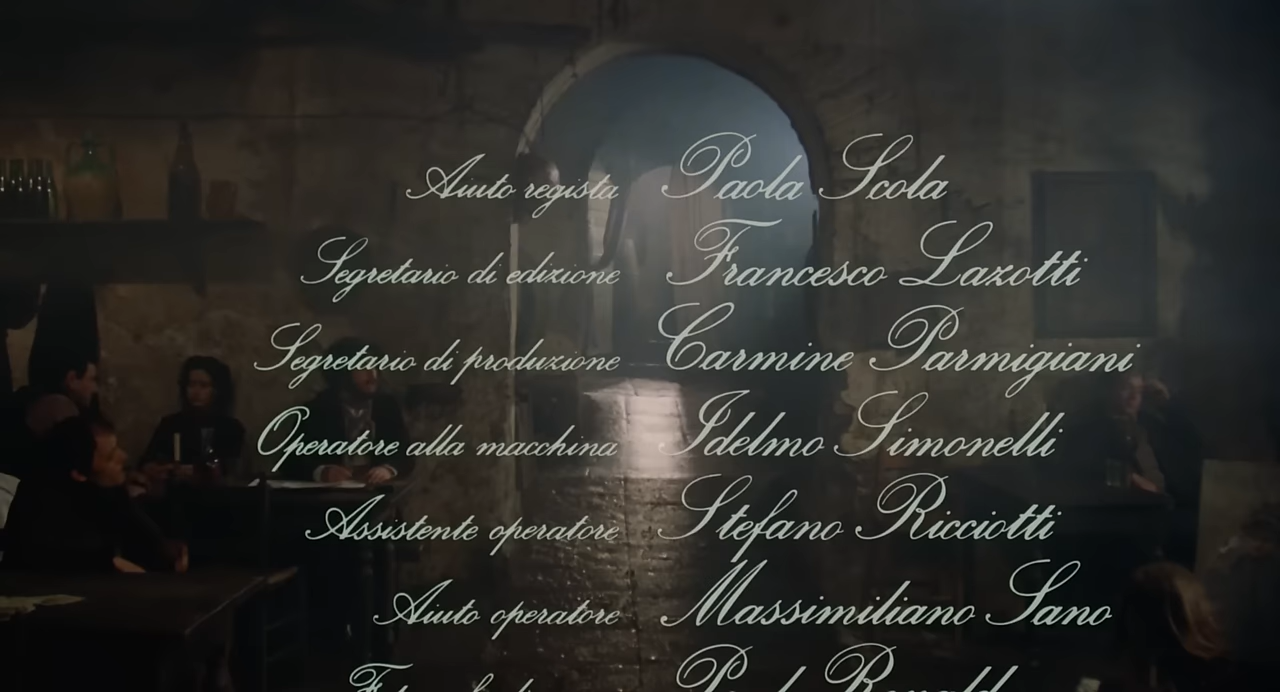 Aiuto regista Paola Scola
Segretario di edizione Francesco Lazotti
Segretario di produzione Carmine Parmigiani
Operatore alla macchina Idelmo Simonelli
Assistente operatore Stefano Ricciotti
Aiuto operatore Massimiliano Sano